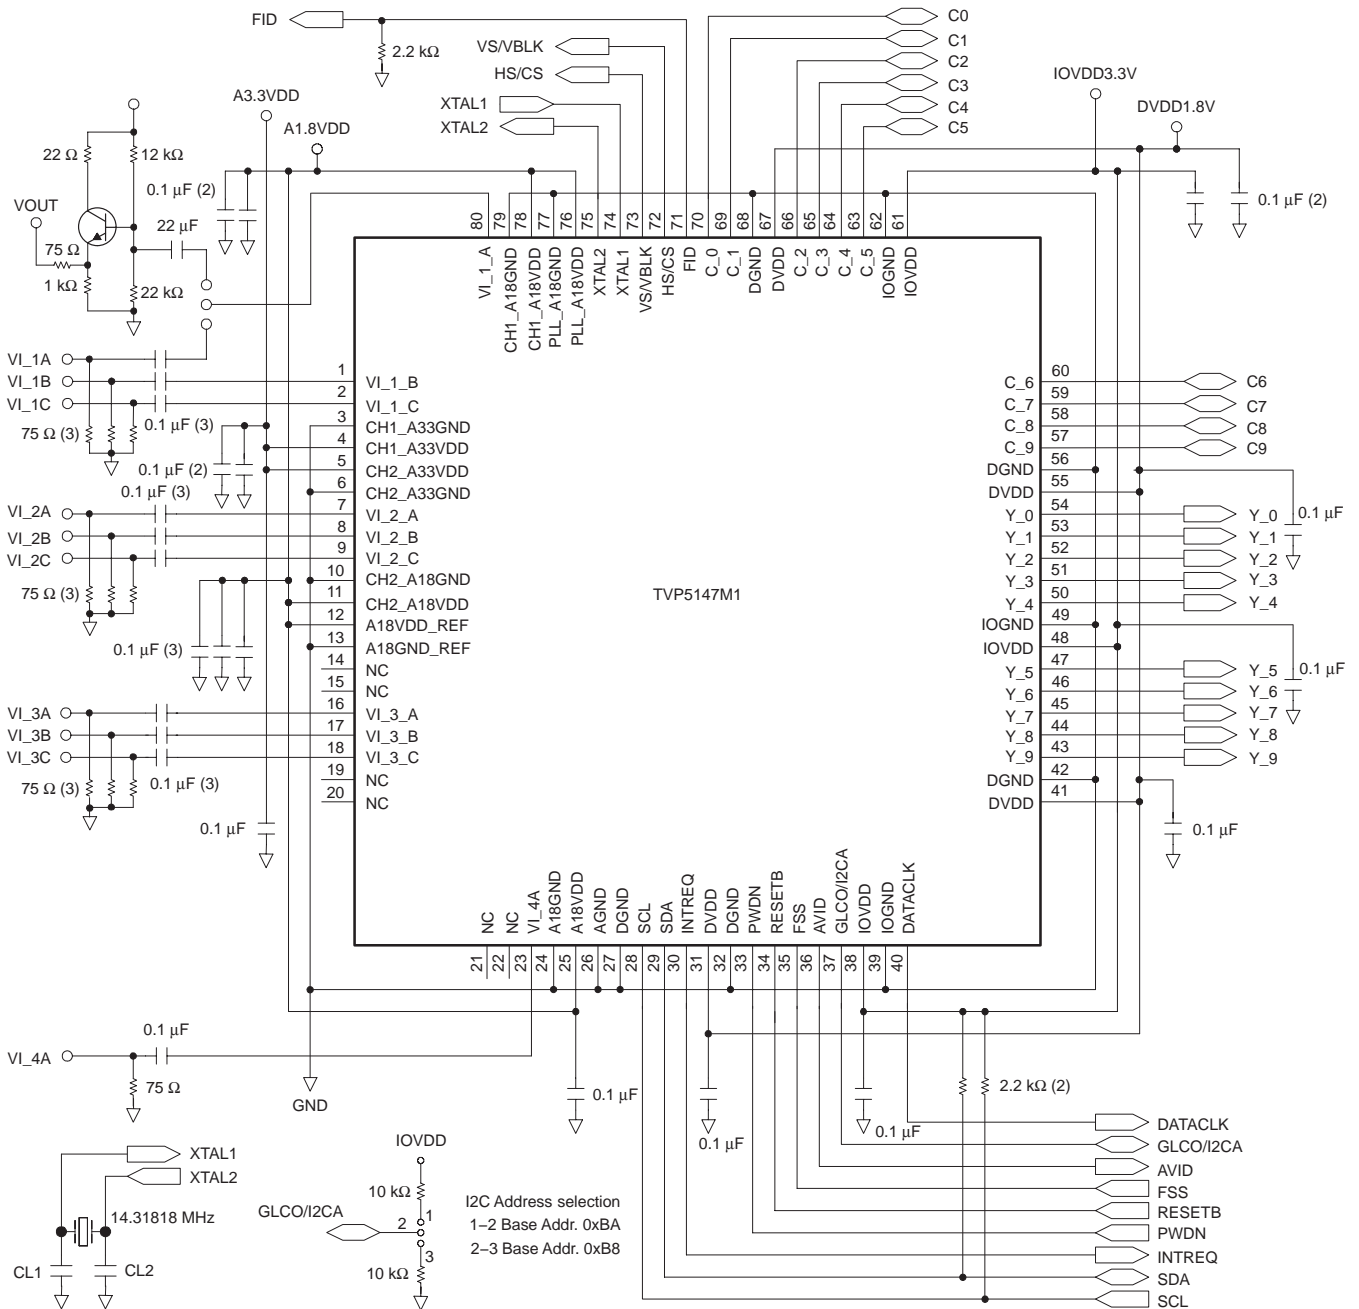 FID
2.2 kΩ
VS/VBLK
HS/CS
XTAL1
XTAL2
C0
C1
C2
C3
C4
C5
IOVDD3.3V
DVDD1.8V
0.1 µF (2)
A3.3VDD
A1.8VDD
22 Ω
12 kΩ
0.1 µF (2)
VOUT
22 µF
75 Ω
1 kΩ
22 kΩ
80
79
78
77
76
75
74
73
72
71
70
69
68
67
66
65
64
63
62
61
VI_1_A
CH1_A18GND
CH1_A18VDD
PLL_A18GND
PLL_A18VDD
XTAL2
XTAL1
VS/VBLK
HS/CS
FID
C_0
C_1
DGND
DVDD
C_2
C_3
C_4
C_5
IOGND
IOVDD
VI_1A
VI_1B
VI_1C
75 Ω (3)
0.1 µF (3)
0.1 µF (2)
0.1 µF (3)
VI_2A
VI_2B
VI_2C
75 Ω (3)
0.1 µF (3)
VI_3A
VI_3B
VI_3C
75 Ω (3)
0.1 µF (3)
0.1 µF
1 VI_1_B
2 VI_1_C
3 CH1_A33GND
4 CH1_A33VDD
5 CH2_A33VDD
6 CH2_A33GND
7 VI_2_A
8 VI_2_B
9 VI_2_C
10 CH2_A18GND
11 CH2_A18VDD
12 A18VDD_REF
13 A18GND_REF
14 NC
15 NC
16 VI_3_A
17 VI_3_B
18 VI_3_C
19 NC
20 NC
TVP5147M1
C_6 60 C6
C_7 59 C7
C_8 58 C8
C_9 57 C9
DGND 56
DVDD 55
Y_0 54 Y_0
Y_1 53 Y_1
Y_2 52 Y_2
Y_3 51 Y_3
Y_4 50 Y_4
IOGND 49
IOVDD 48
Y_5 47 Y_5
Y_6 46 Y_6
Y_7 45 Y_7
Y_8 44 Y_8
Y_9 43 Y_9
DGND 42
DVDD 41
0.1 µF
0.1 µF
0.1 µF
NC
NC
VI_4A
A18GND
A18VDD
AGND
DGND
SCL
SDA
INTREQ
DVDD
DGND
PWDN
RESETB
FSS
AVID
GLCO/I2CA
IOVDD
IOGND
DATACLK
21
22
23
24
25
26
27
28
29
30
31
32
33
34
35
36
37
38
39
40
0.1 µF
VI_4A
75 Ω
GND
0.1 µF
0.1 µF
0.1 µF
2.2 kΩ (2)
DATACLK
GLCO/I2CA
AVID
FSS
RESETB
PWDN
INTREQ
SDA
SCL
XTAL1
XTAL2
14.31818 MHz
CL1
CL2
IOVDD
10 kΩ
GLCO/I2CA
1
2
3
10 kΩ
I2C Address selection
1–2 Base Addr. 0xBA
2–3 Base Addr. 0xB8